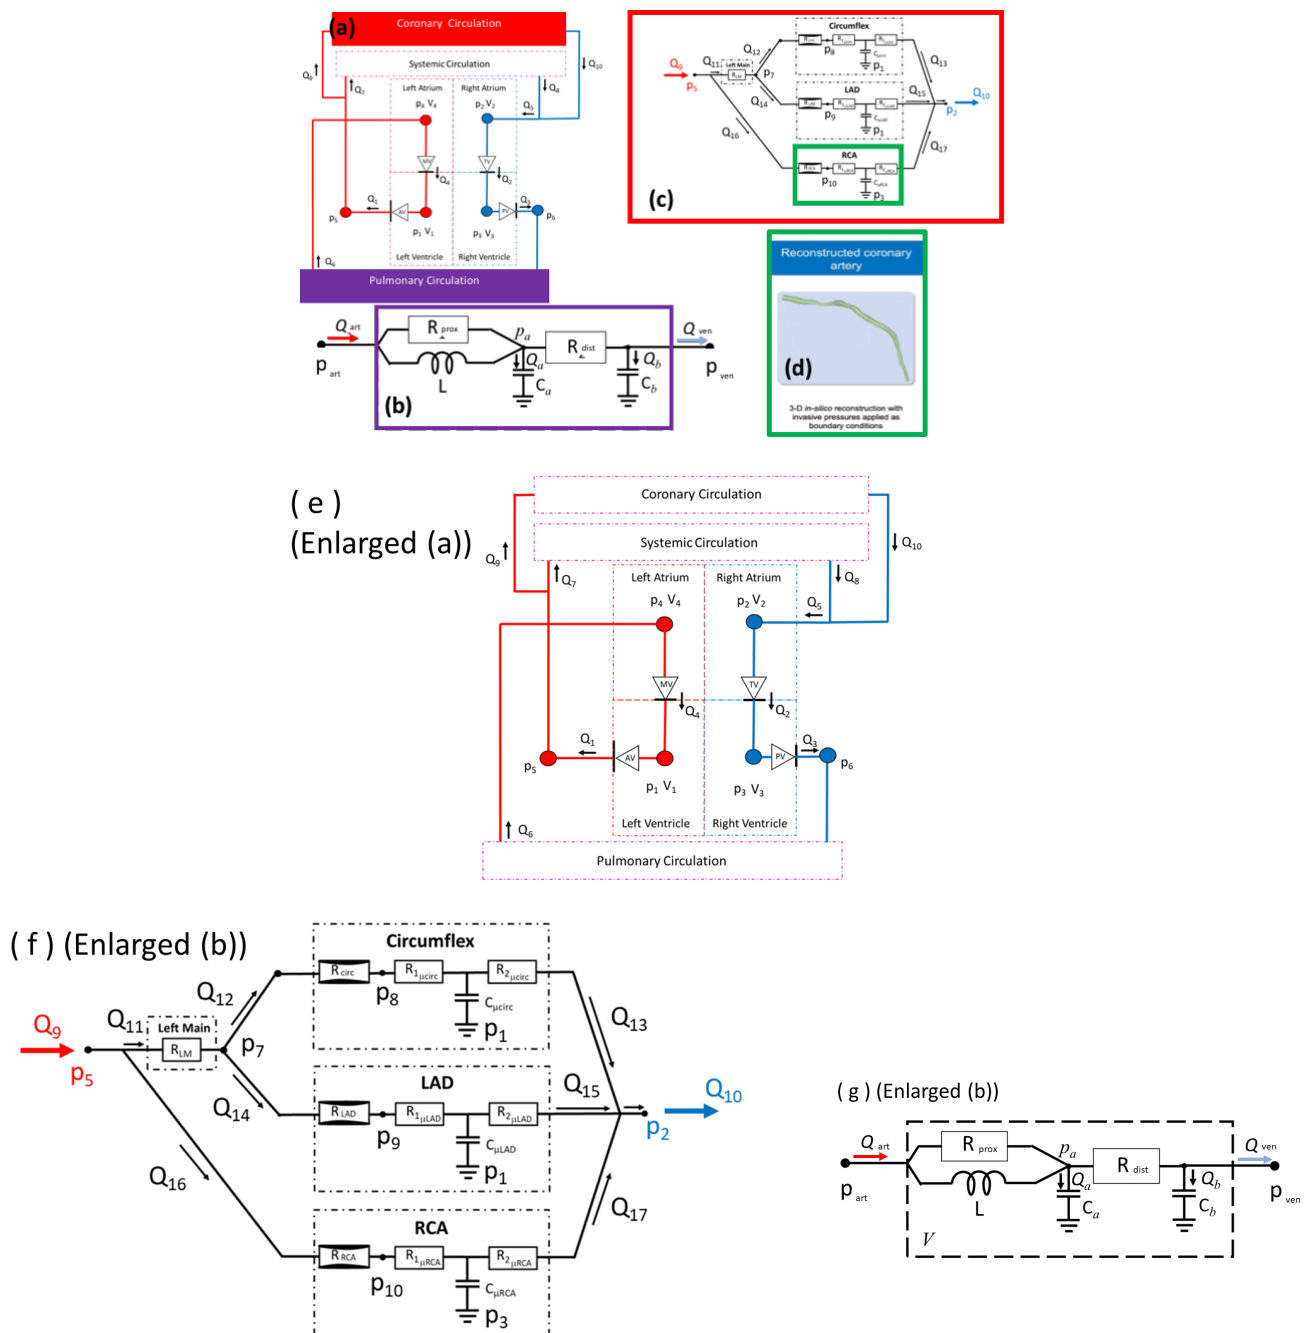 (a)
Coronary Circulation
Systemic Circulation
Q9
Q7
Q8
Q10
Left Atrium
Right Atrium
p4 V4
p2 V2
Q5
MV
TV
Q4
Q2
Q1
Q3
p5
AV
PV
p6
p1 V1
p3 V3
Left Ventricle
Right Ventricle
Q6
Pulmonary Circulation
Circumflex
Q12
p8
p1
Q13
Q9
Q11
Left Main
RLM
p7
p5
LAD
Q14
Q15
Q10
p9
p1
p2
Q16
Q17
RCA
p10
p3
(c)
Reconstructed coronary
artery
(d)
3-D in-silico reconstruction with
invasive pressures applied as
boundary conditions
Q art
R prox
pa
Q ven
R dist
p art
L
Qa
Ca
Qb
Cb
p ven
(b)
( e )
(Enlarged (a))
Coronary Circulation
Systemic Circulation
Q9
Q7
Q8
Q10
Left Atrium
Right Atrium
p4 V4
p2 V2
Q5
MV
TV
Q4
Q2
Q1
Q3
p5
AV
PV
p6
p1 V1
p3 V3
Left Ventricle
Right Ventricle
Q6
Pulmonary Circulation
( f ) (Enlarged (b))
Circumflex
Rcirc
R1μcirc
R2μcirc
p8
Cμcirc
p1
Q12
Q13
Q9
Q11
Left Main
RLM
p7
p5
LAD
Q14
Q15
Q10
RLAD
R1μLAD
R2μLAD
p9
CμLAD
p1
p2
Q16
Q17
RCA
RRCA
R1μRCA
R2μRCA
p10
CμRCA
p3
( g ) (Enlarged (b))
Q art
R prox
pa
Q ven
R dist
p art
L
Qa
Ca
Qb
Cb
p ven
V